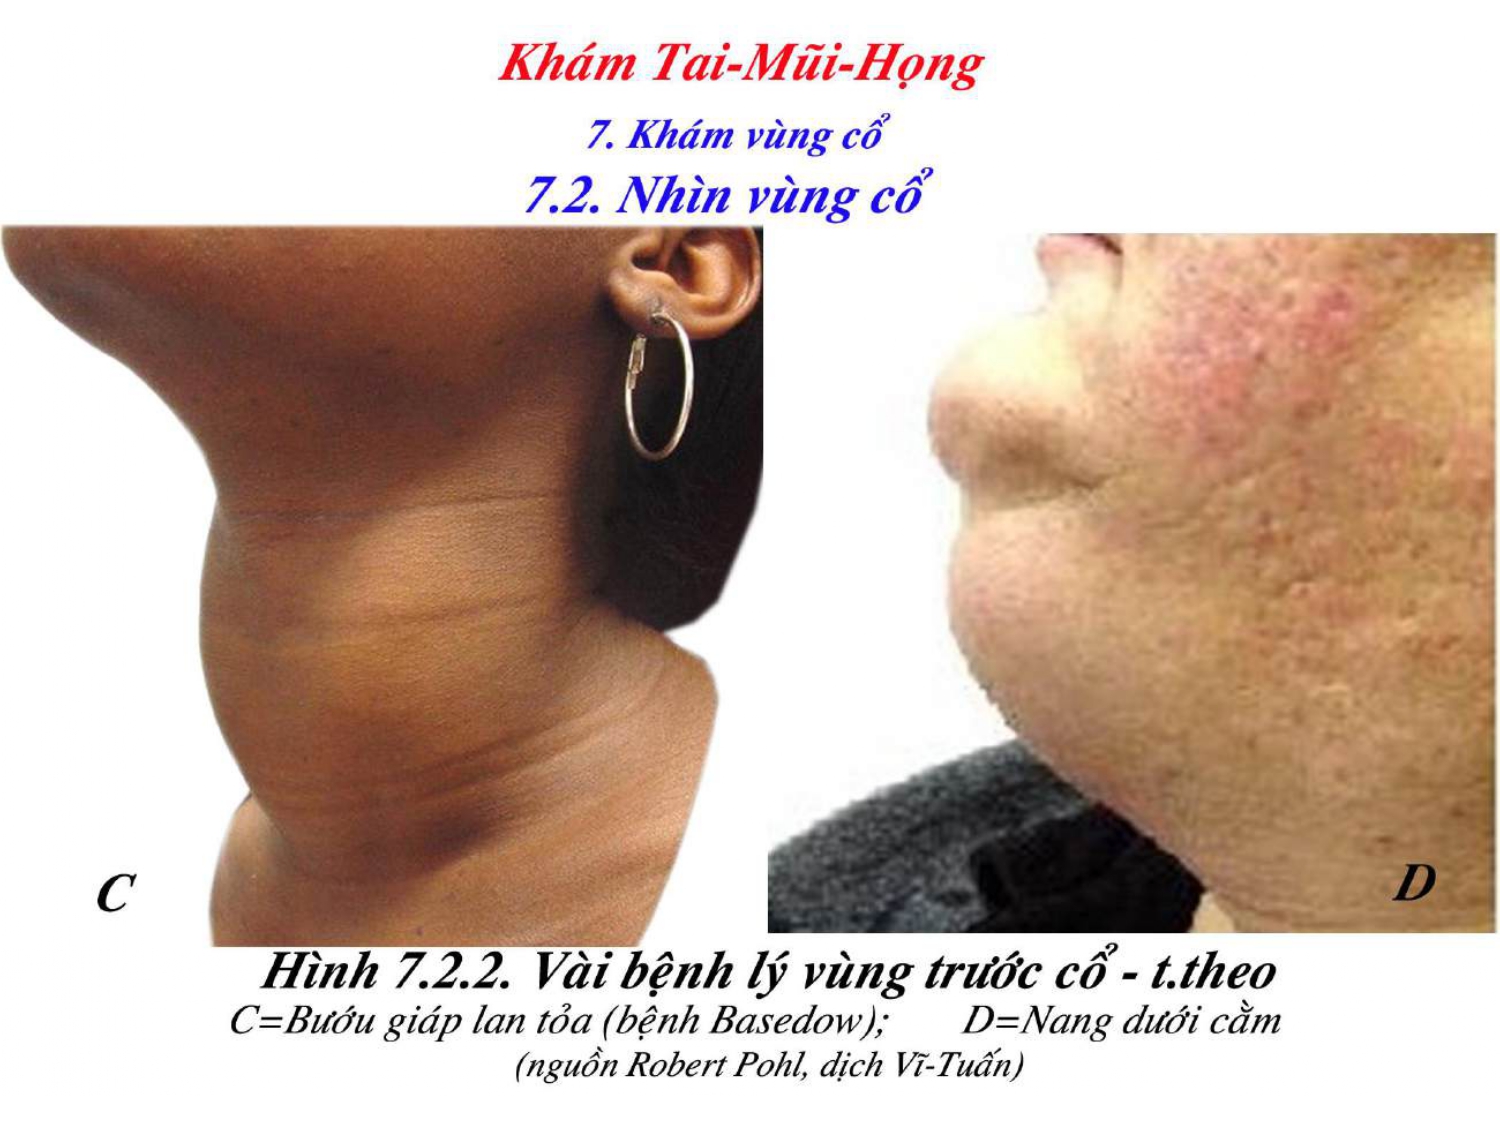 Khám Tai-Mũi-Họng
7. Khám vùng cổ
7.2. Nhìn vùng cổ
C
D
Hình 7.2.2. Vài bệnh lý vùng trước cổ - t.theo
C=Bướu giáp lan tỏa (bệnh Basedow); D=Nang dưới cằm
(nguồn Robert Pohl, dịch Vĩ-Tuấn)